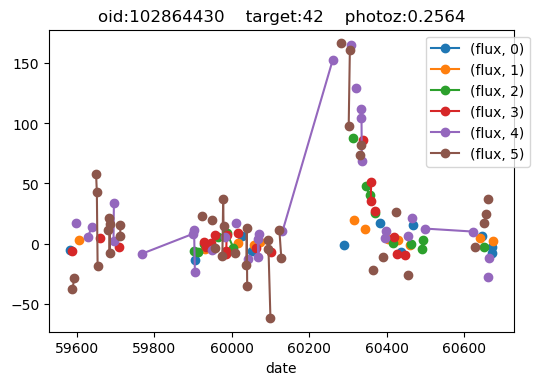 oid:102864430    target:42    photoz:0.2564
150
100
50
0
−50
59600
59800
60000
60200
60400
60600
date
(flux, 0)
(flux, 1)
(flux, 2)
(flux, 3)
(flux, 4)
(flux, 5)